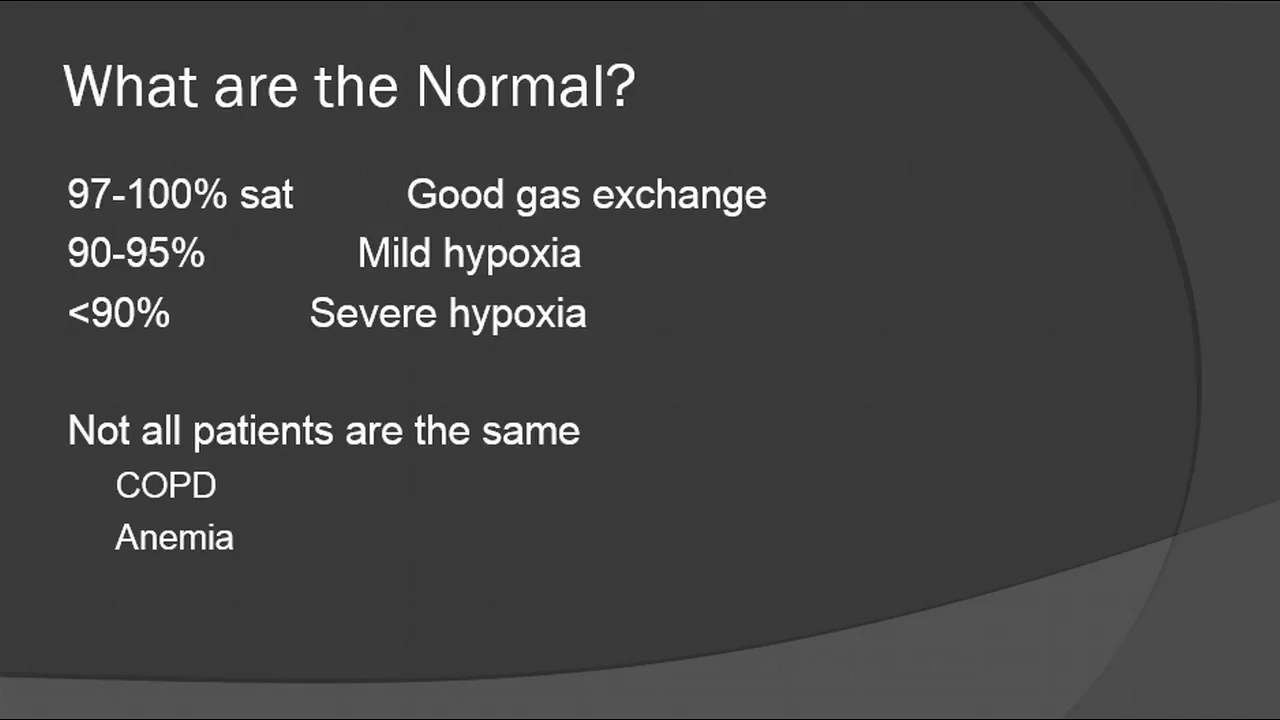 What are the Normal?
97-100% sat Good gas exchange
90-95% Mild hypoxia
<90% Severe hypoxia
Not all patients are the same
COPD
Anemia